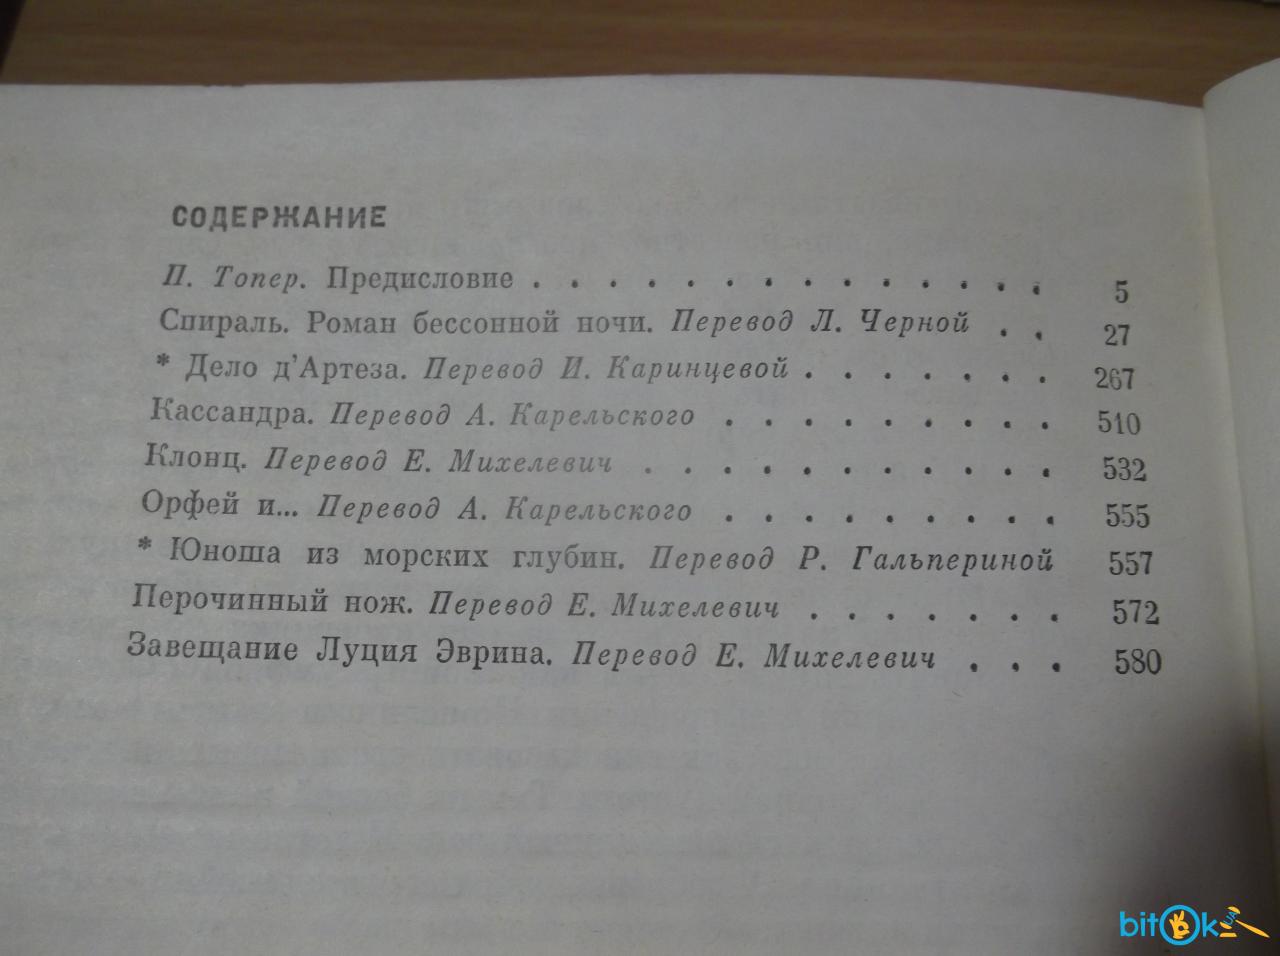 СОДЕРЖАНИЕ
П. Топер. Предисловие . . . . . . . . . . . . . . 5
Спираль. Роман бессонной ночи. Перевод Л. Черной . . 27
* Дело д'Артеза. Перевод И. Каринцевой . . . . . . . 267
Кассандра. Перевод А. Карельского . . . . . . . . . 510
Клонц. Перевод Е. Михелевич . . . . . . . . . . . 532
Орфей и... Перевод А. Карельского . . . . . . . . . 555
* Юноша из морских глубин. Перевод Р. Гальпериной 557
Перочинный нож. Перевод Е. Михелевич . . . . . . . 572
Завещание Луция Эврина. Перевод Е. Михелевич . . . 580
bitOk UA